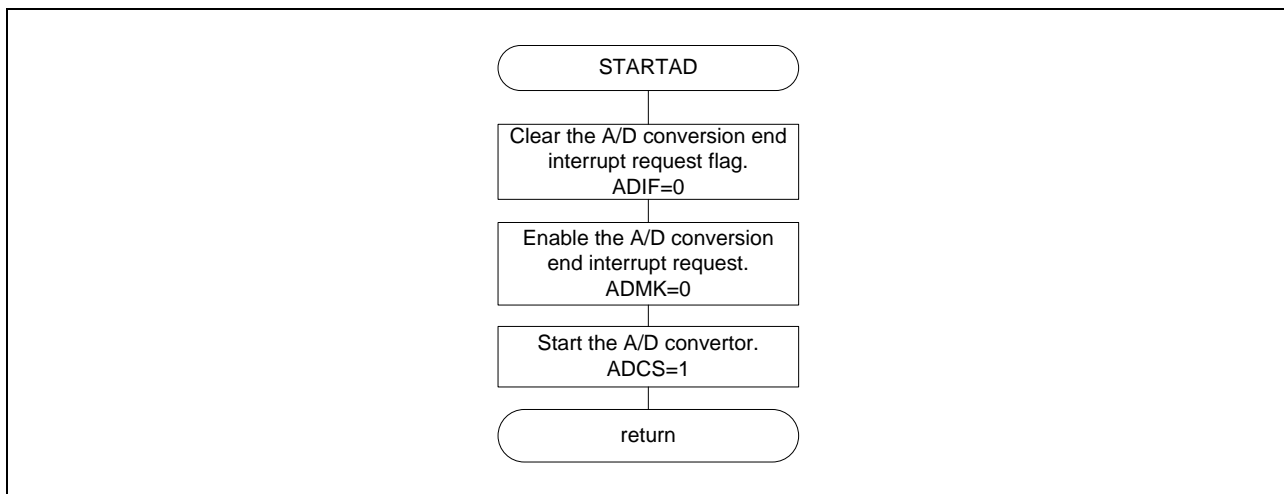 STARTAD
Clear the A/D conversion end
interrupt request flag.
ADIF=0
Enable the A/D conversion
end interrupt request.
ADMK=0
Start the A/D convertor.
ADCS=1
return